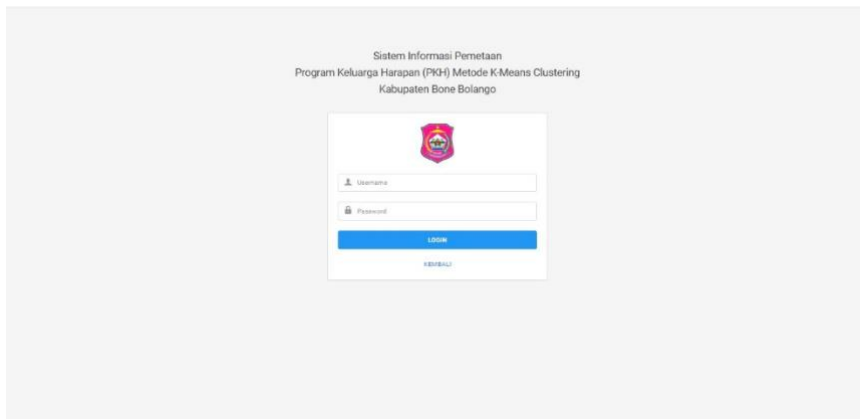 Sistem Informasi Pemetaan
Program Keluarga Harapan (PKH) Metode K-Means Clustering
Kabupaten Bone Bolango
Username
Password
LOGIN
KEMBALI